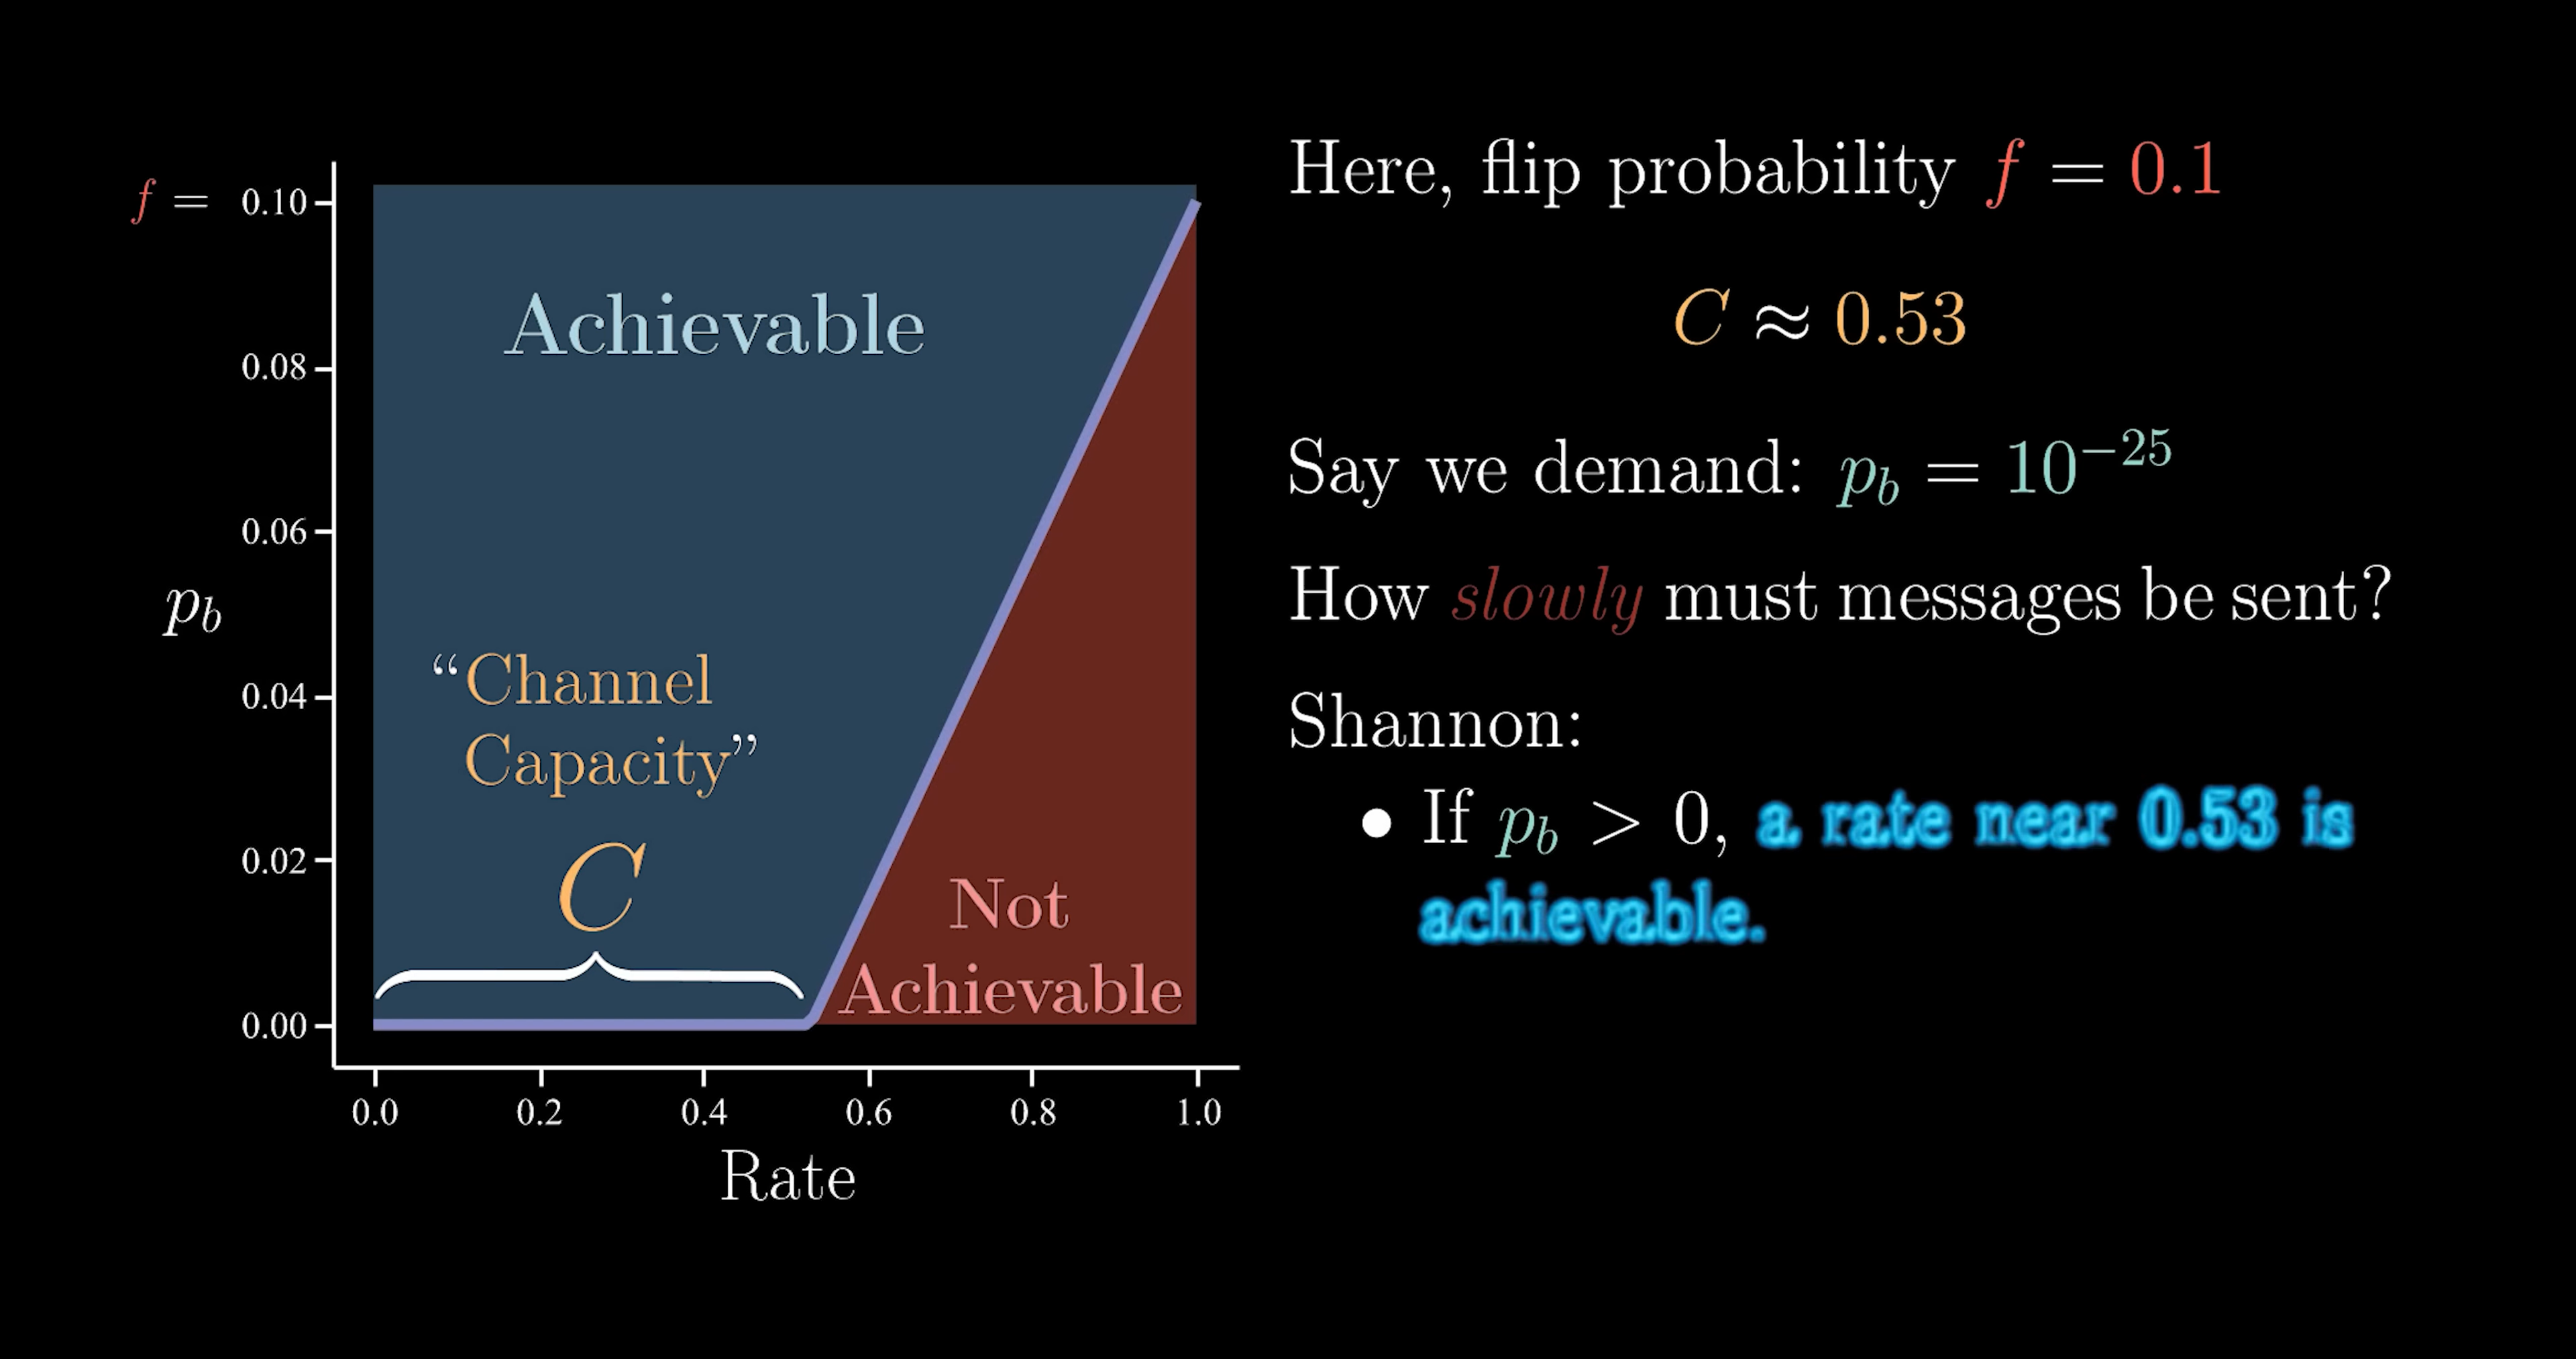 f = 0.10
0.08
0.06
0.04
0.02
0.00
p_b
Achievable
“Channel
Capacity”
C
Not
Achievable
0.0 0.2 0.4 0.6 0.8 1.0
Rate
Here, flip probability f = 0.1
C ≈ 0.53
Say we demand: p_b = 10^{-25}
How slowly must messages be sent?
Shannon:
• If p_b > 0, a rate near 0.53 is
achievable.